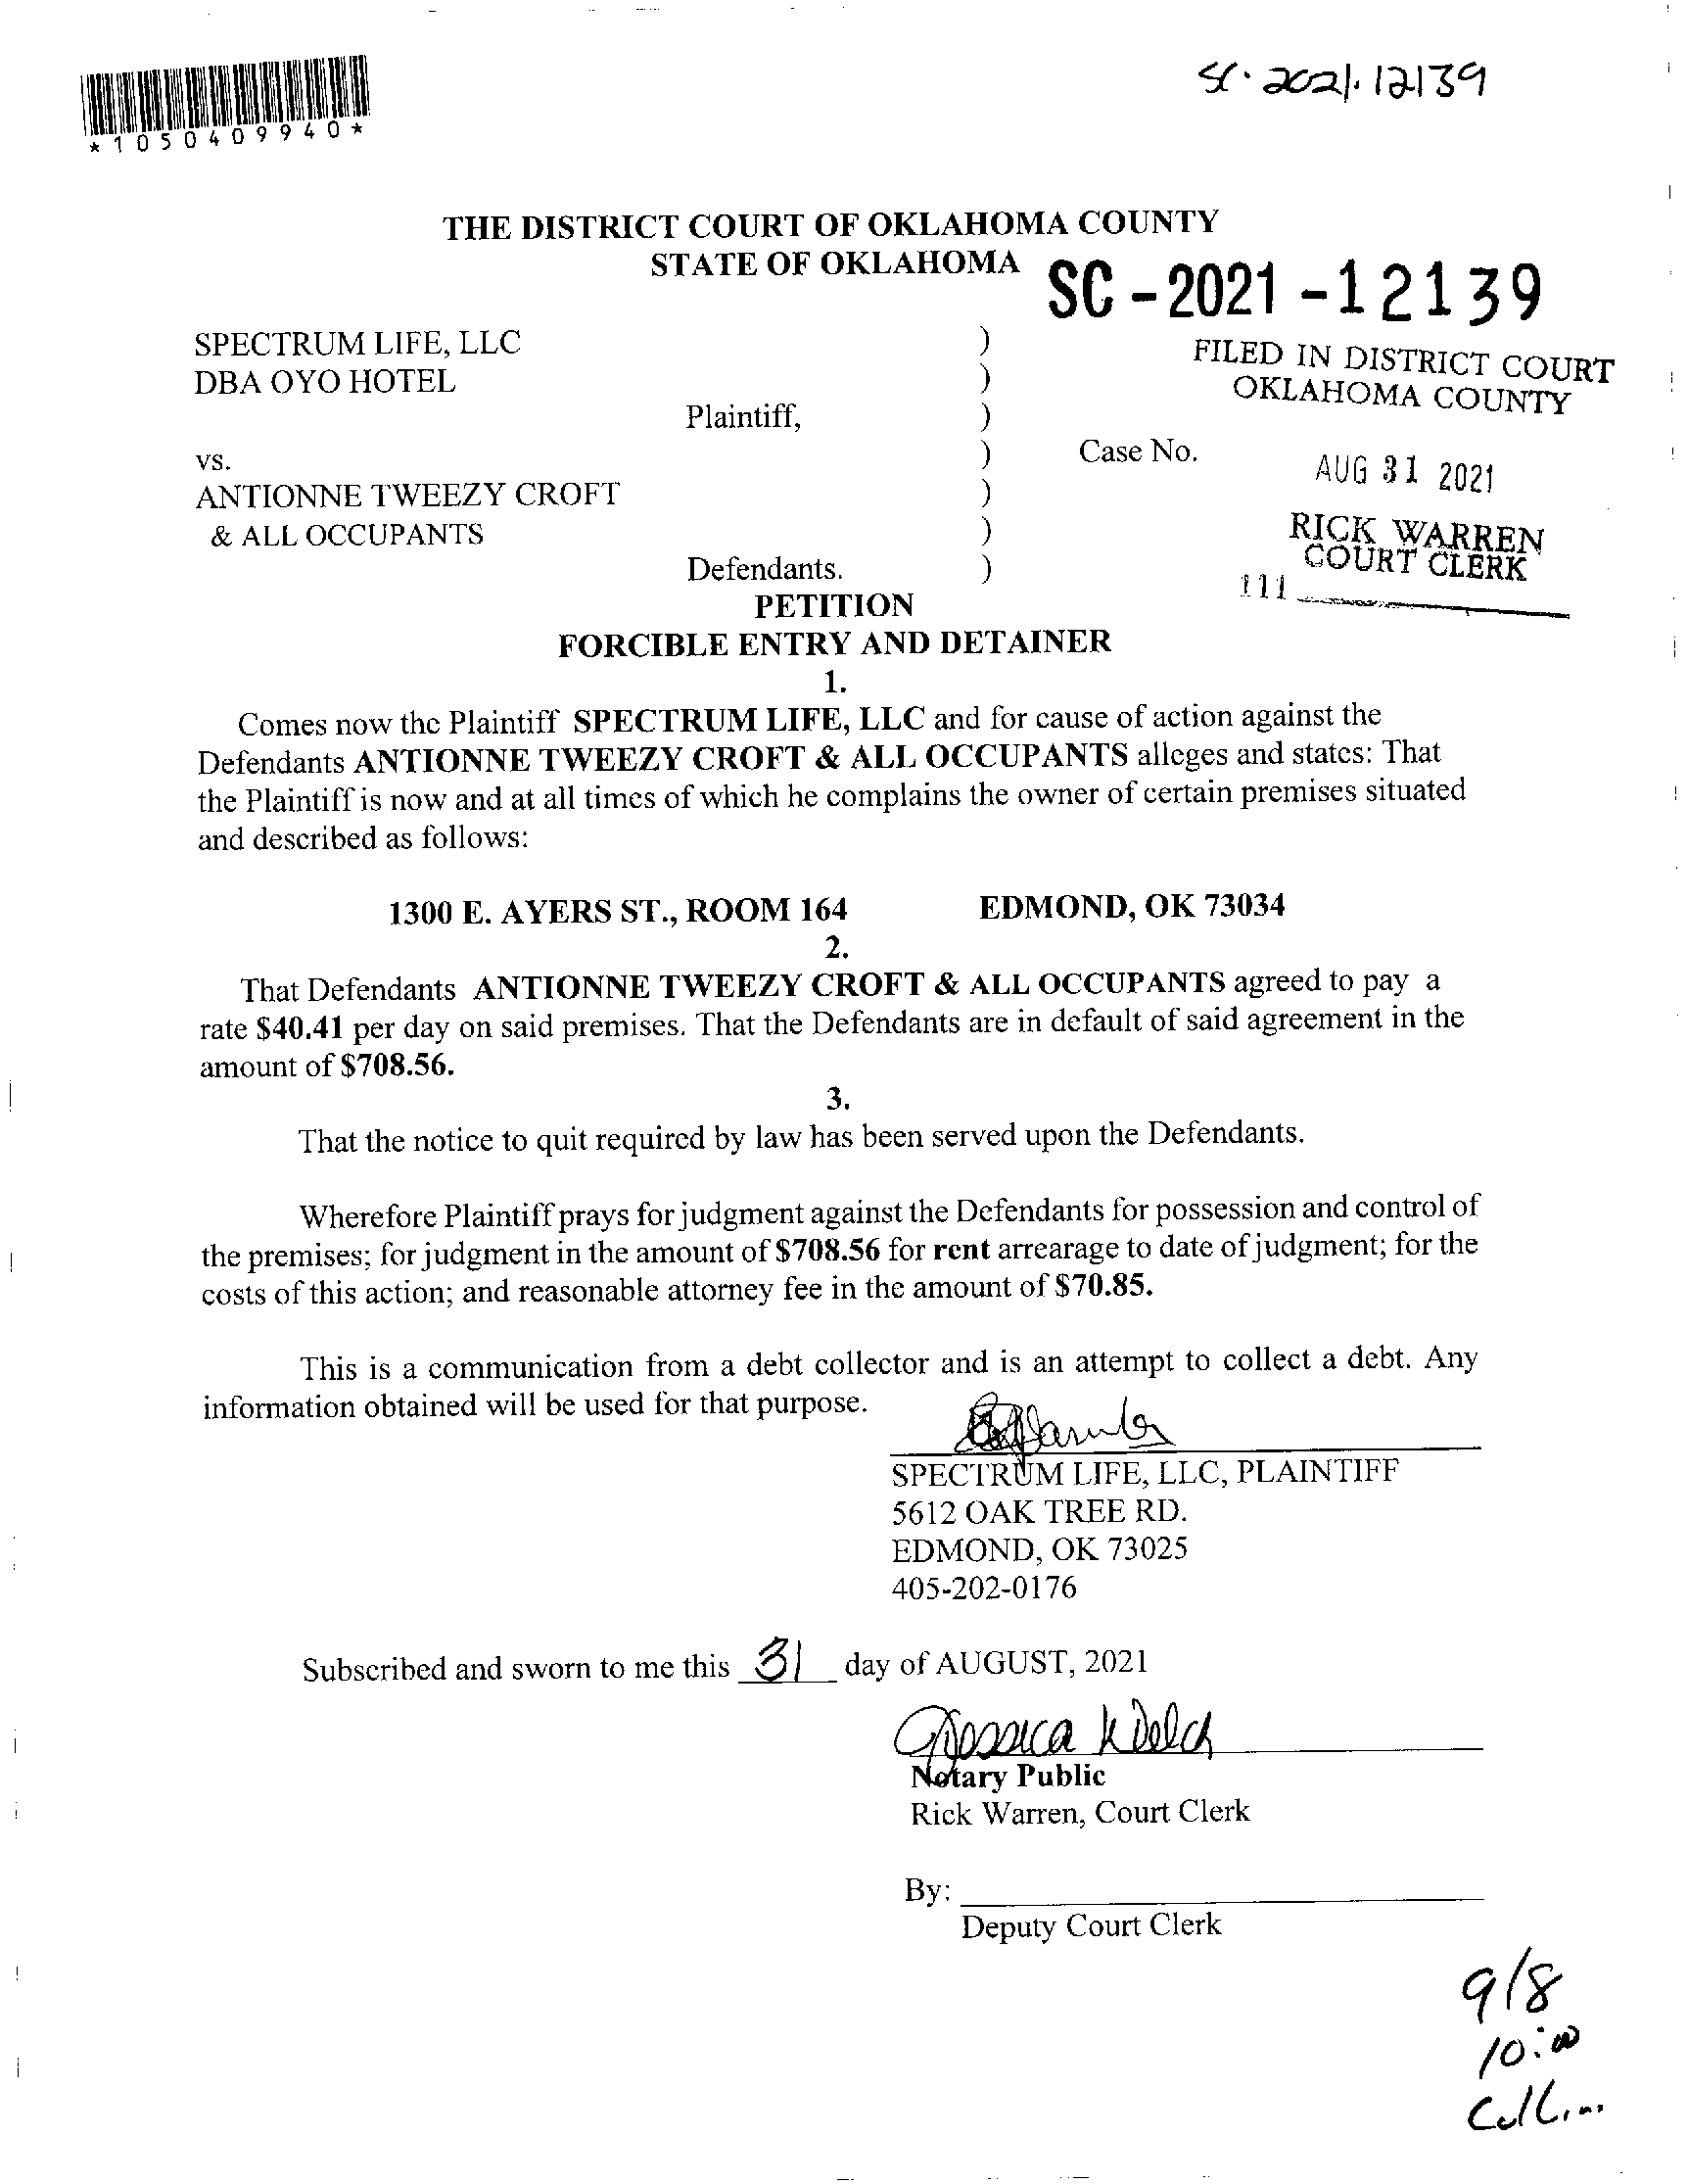 SC-2021-12139
*1050409940*
THE DISTRICT COURT OF OKLAHOMA COUNTY
STATE OF OKLAHOMA
SC-2021-12139
SPECTRUM LIFE, LLC )
DBA OYO HOTEL )
Plaintiff, )
vs. )
ANTIONNE TWEEZY CROFT )
& ALL OCCUPANTS )
Defendants. )
FILED IN DISTRICT COURT
OKLAHOMA COUNTY
Case No.
AUG 31 2021
RICK WARREN
COURT CLERK
111
PETITION
FORCIBLE ENTRY AND DETAINER
1.
Comes now the Plaintiff SPECTRUM LIFE, LLC and for cause of action against the
Defendants ANTIONNE TWEEZY CROFT & ALL OCCUPANTS alleges and states: That
the Plaintiff is now and at all times of which he complains the owner of certain premises situated
and described as follows:
1300 E. AYERS ST., ROOM 164 EDMOND, OK 73034
2.
That Defendants ANTIONNE TWEEZY CROFT & ALL OCCUPANTS agreed to pay a
rate $40.41 per day on said premises. That the Defendants are in default of said agreement in the
amount of $708.56.
3.
That the notice to quit required by law has been served upon the Defendants.
Wherefore Plaintiff prays for judgment against the Defendants for possession and control of
the premises; for judgment in the amount of $708.56 for rent arrearage to date of judgment; for the
costs of this action; and reasonable attorney fee in the amount of $70.85.
This is a communication from a debt collector and is an attempt to collect a debt. Any
information obtained will be used for that purpose.
SPECTRUM LIFE, LLC, PLAINTIFF
5612 OAK TREE RD.
EDMOND, OK 73025
405-202-0176
Subscribed and sworn to me this 31 day of AUGUST, 2021
Jessica Welch
Notary Public
Rick Warren, Court Clerk
By:
Deputy Court Clerk
9/8
10:00